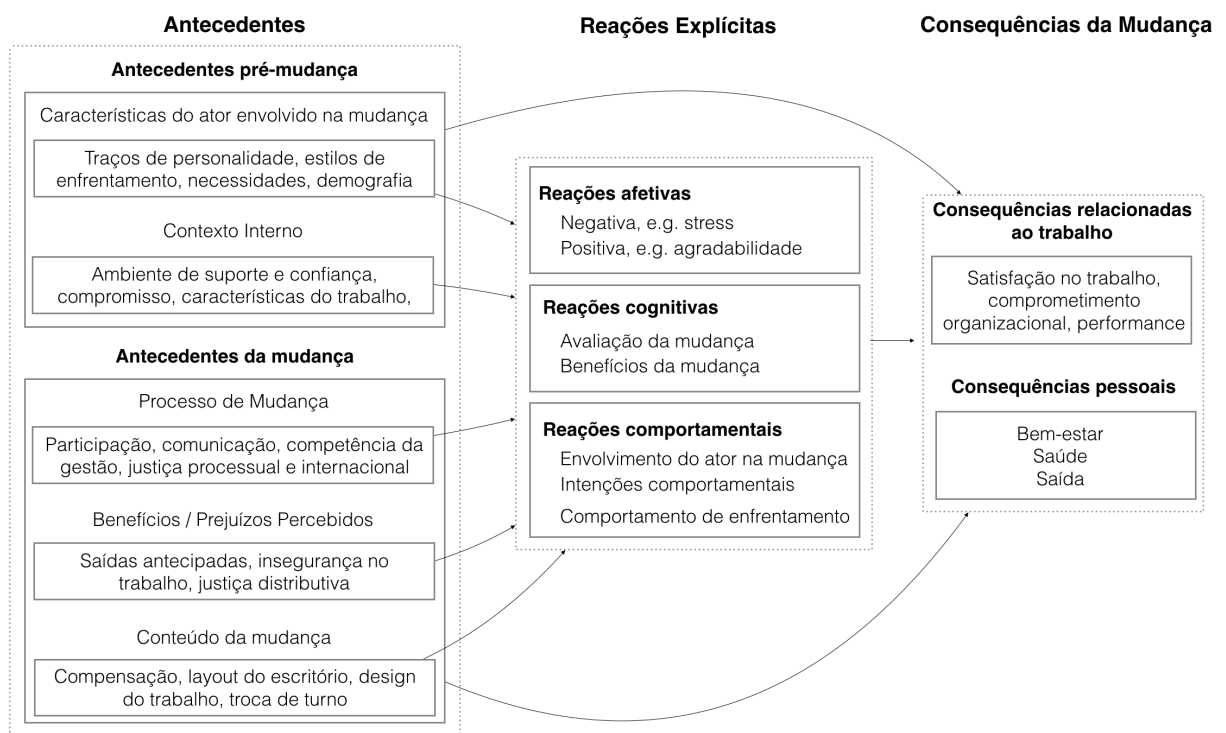 Antecedentes
Antecedentes pré-mudança
Características do ator envolvido na mudança
Traços de personalidade, estilos de
enfrentamento, necessidades, demografia
Contexto Interno
Ambiente de suporte e confiança,
compromisso, características do trabalho,
Antecedentes da mudança
Processo de Mudança
Participação, comunicação, competência da
gestão, justiça processual e internacional
Benefícios / Prejuízos Percebidos
Saídas antecipadas, insegurança no
trabalho, justiça distributiva
Conteúdo da mudança
Compensação, layout do escritório, design
do trabalho, troca de turno
Reações Explícitas
Reações afetivas
Negativa, e.g. stress
Positiva, e.g. agradabilidade
Reações cognitivas
Avaliação da mudança
Benefícios da mudança
Reações comportamentais
Envolvimento do ator na mudança
Intenções comportamentais
Comportamento de enfrentamento
Consequências da Mudança
Consequências relacionadas
ao trabalho
Satisfação no trabalho,
comprometimento
organizacional, performance
Consequências pessoais
Bem-estar
Saúde
Saída